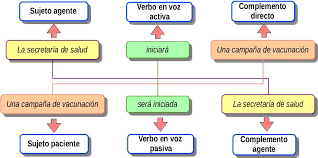 Sujeto agente
Verbo en voz
activa
Complemento
directo
La secretaría de salud
iniciará
Una campaña de vacunación
Una campaña de vacunación
será iniciada
La secretaría de salud
Sujeto paciente
Verbo en voz
pasiva
Complemento
agente